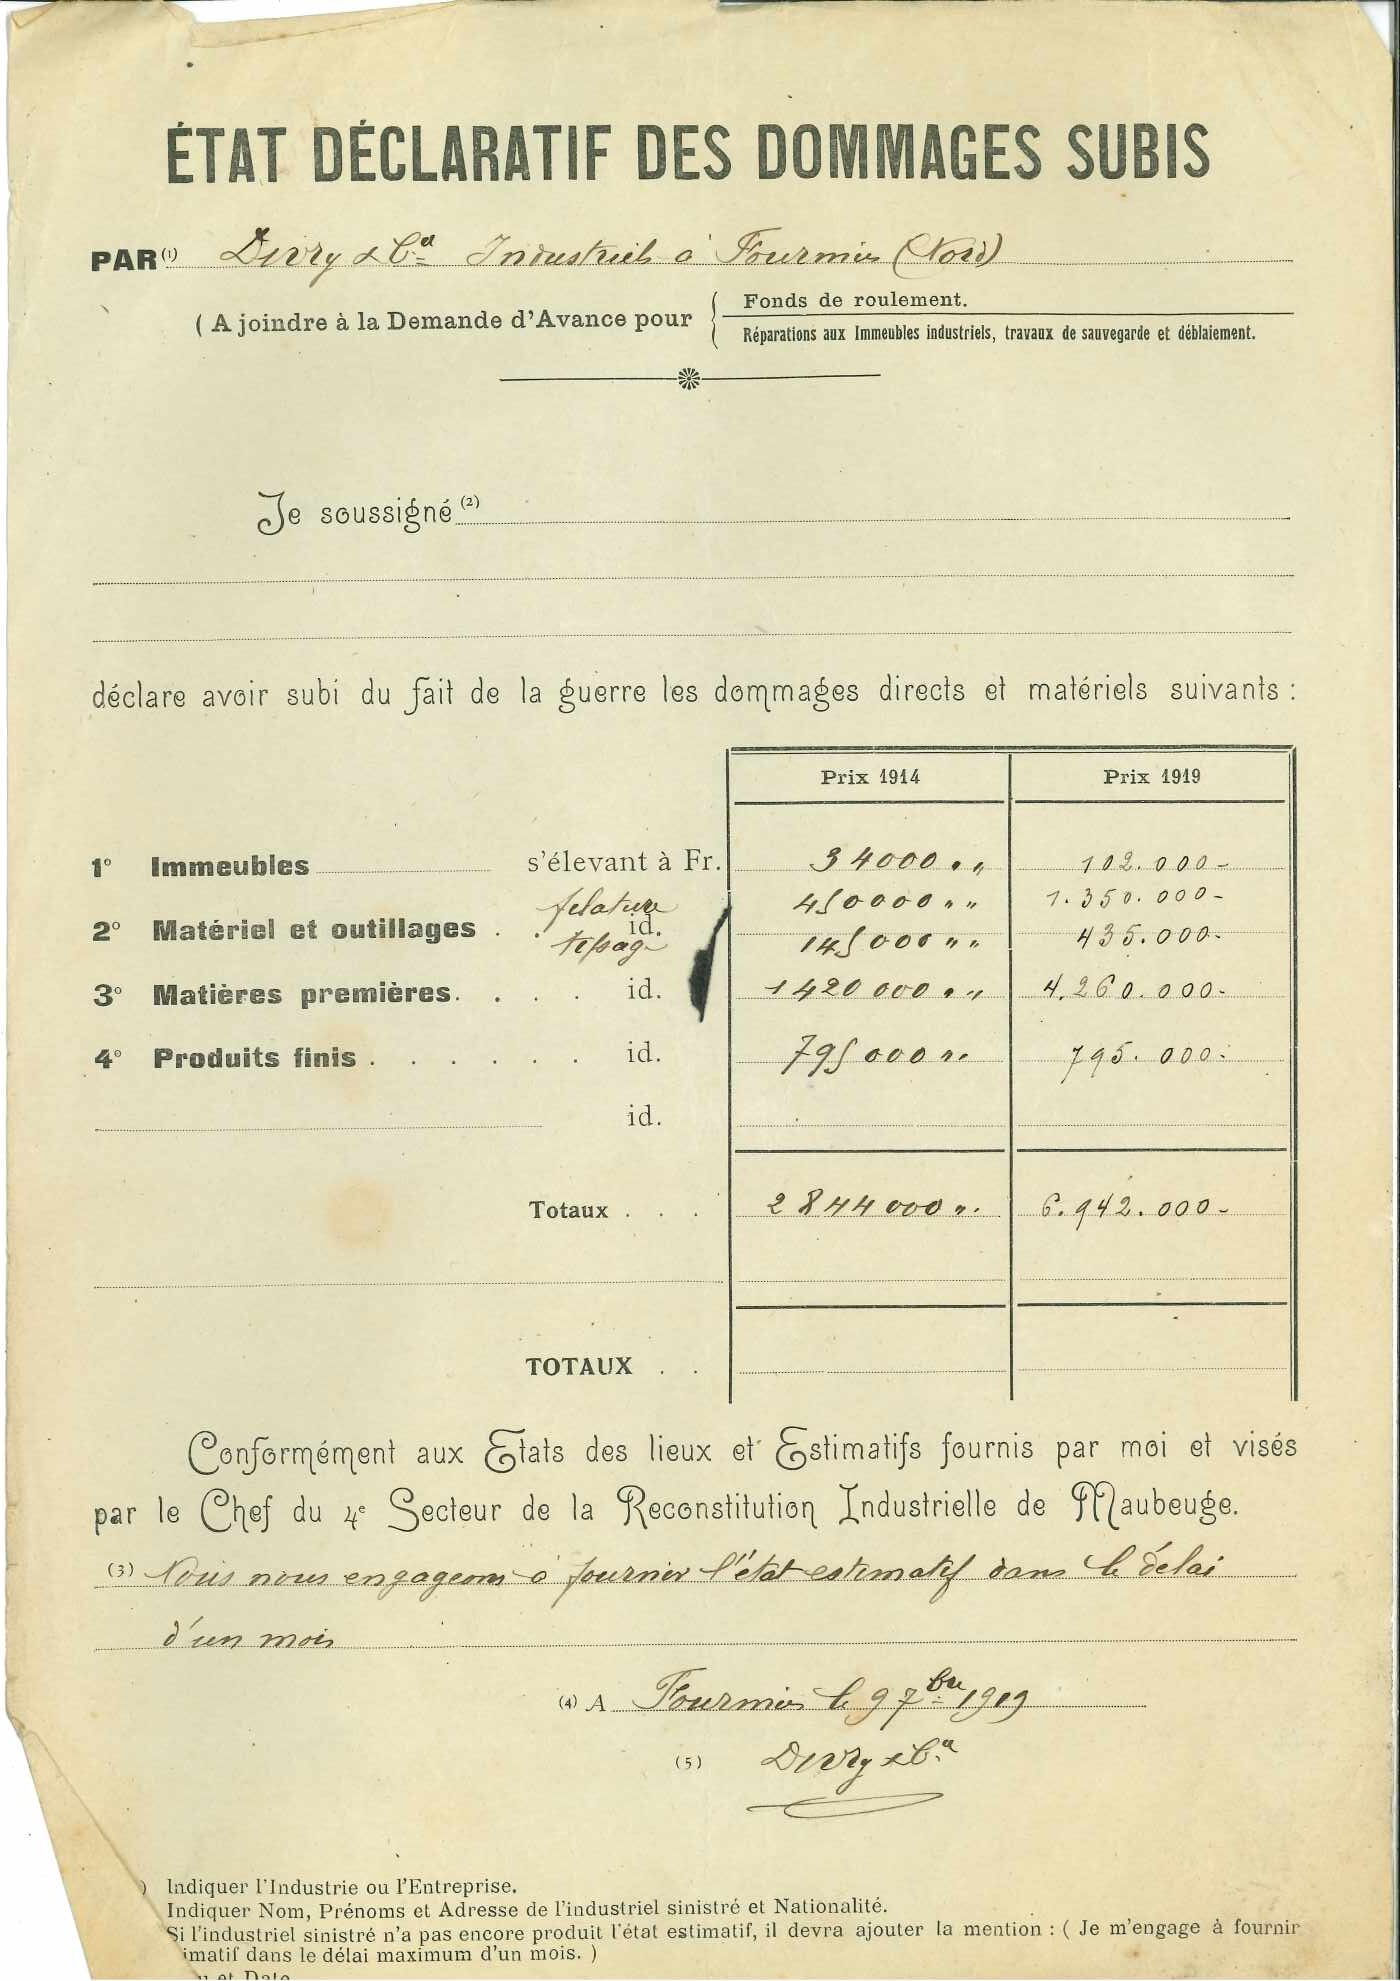 ÉTAT DÉCLARATIF DES DOMMAGES SUBIS
PAR (1) Divry & Cie Industriels à Fourmies (Nord)
( A joindre à la Demande d'Avance pour { Fonds de roulement.
Réparations aux Immeubles industriels, travaux de sauvegarde et déblaiement.
Je soussigné (2)
déclare avoir subi du fait de la guerre les dommages directs et matériels suivants :
Prix 1914 Prix 1919
1° Immeubles s'élevant à Fr. 34000 " " 102.000-
filature 450000 " " 1.350.000-
2° Matériel et outillages . . id.
tissage 145000 " " 435.000-
3° Matières premières. . . . id. 1420000 " " 4.260.000-
4° Produits finis . . . . . . id. 795000 " " 795.000-
id.
Totaux . . . 2844000 " " 6.942.000-
TOTAUX . .
Conformément aux Etats des lieux et Estimatifs fournis par moi et visés
par le Chef du 4e Secteur de la Reconstitution Industrielle de Maubeuge.
(3) Nous nous engageons à fournir l'état estimatif dans le délai
d'un mois
(4) A Fourmies le 9 7bre 1919
(5) Divry & Cie
) Indiquer l'Industrie ou l'Entreprise.
Indiquer Nom, Prénoms et Adresse de l'industriel sinistré et Nationalité.
Si l'industriel sinistré n'a pas encore produit l'état estimatif, il devra ajouter la mention : ( Je m'engage à fournir
imatif dans le délai maximum d'un mois. )
u et Date